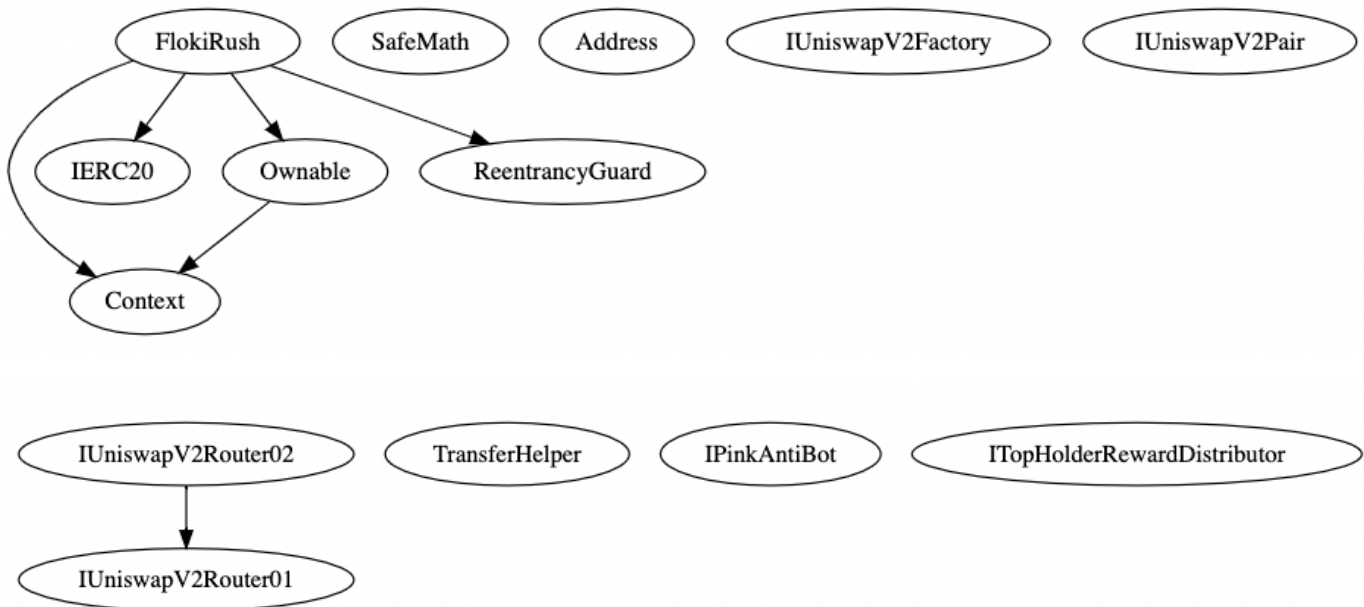 FlokiRush
SafeMath
Address
IUniswapV2Factory
IUniswapV2Pair
IERC20
Ownable
ReentrancyGuard
Context
IUniswapV2Router02
TransferHelper
IPinkAntiBot
ITopHolderRewardDistributor
IUniswapV2Router01